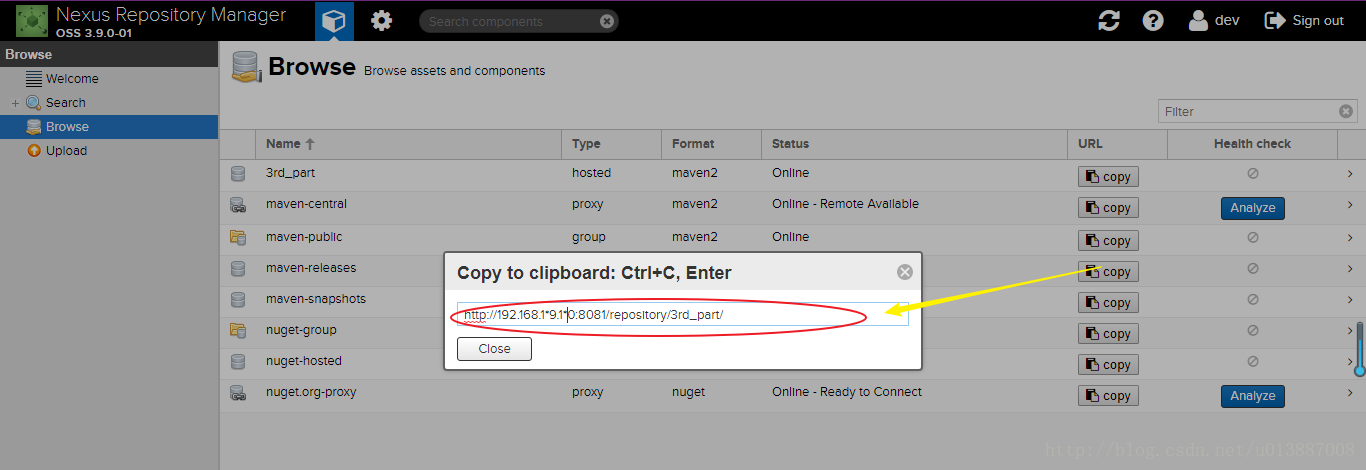 Nexus Repository Manager
OSS 3.9.0-01
Search components
dev
Sign out
Browse
Welcome
Search
Browse
Upload
Browse Browse assets and components
Filter
Name Type Format Status URL Health check
3rd_part hosted maven2 Online copy
maven-central proxy maven2 Online - Remote Available copy Analyze
maven-public group maven2 Online copy
maven-releases copy
maven-snapshots copy
nuget-group copy
nuget-hosted copy
nuget.org-proxy proxy nuget Online - Ready to Connect copy Analyze
Copy to clipboard: Ctrl+C, Enter
http://192.168.1*9.1*0:8081/repository/3rd_part/
Close
http://blog.csdn.net/u013887008